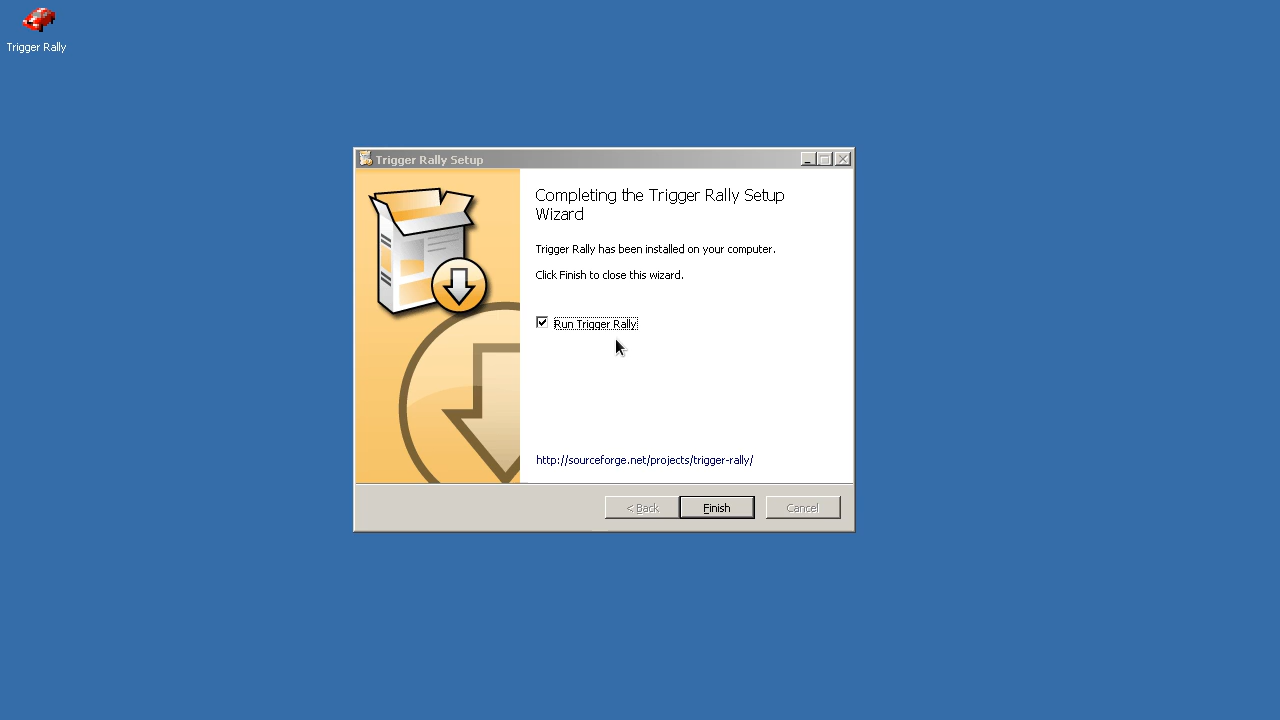 Trigger Rally
Trigger Rally Setup
Completing the Trigger Rally Setup
Wizard
Trigger Rally has been installed on your computer.
Click Finish to close this wizard.
Run Trigger Rally
http://sourceforge.net/projects/trigger-rally/
< Back
Finish
Cancel